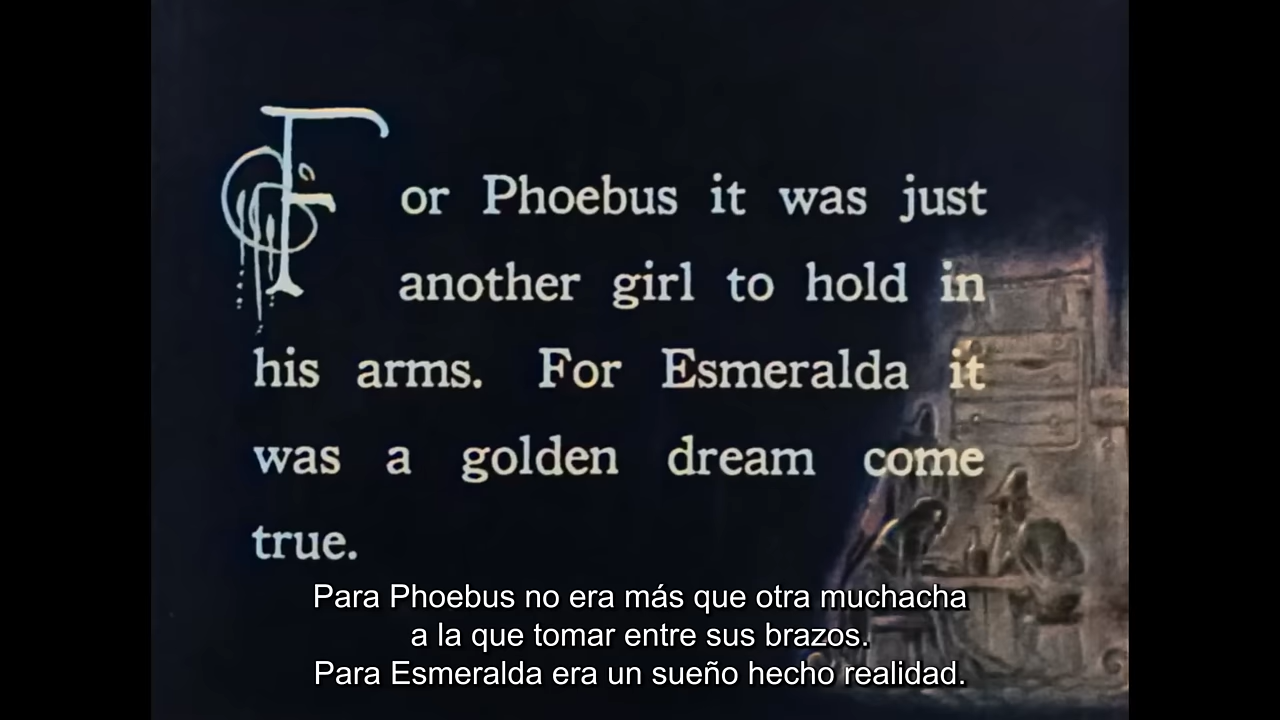 For Phoebus it was just
another girl to hold in
his arms. For Esmeralda it
was a golden dream come
true.
Para Phoebus no era más que otra muchacha
a la que tomar entre sus brazos.
Para Esmeralda era un sueño hecho realidad.